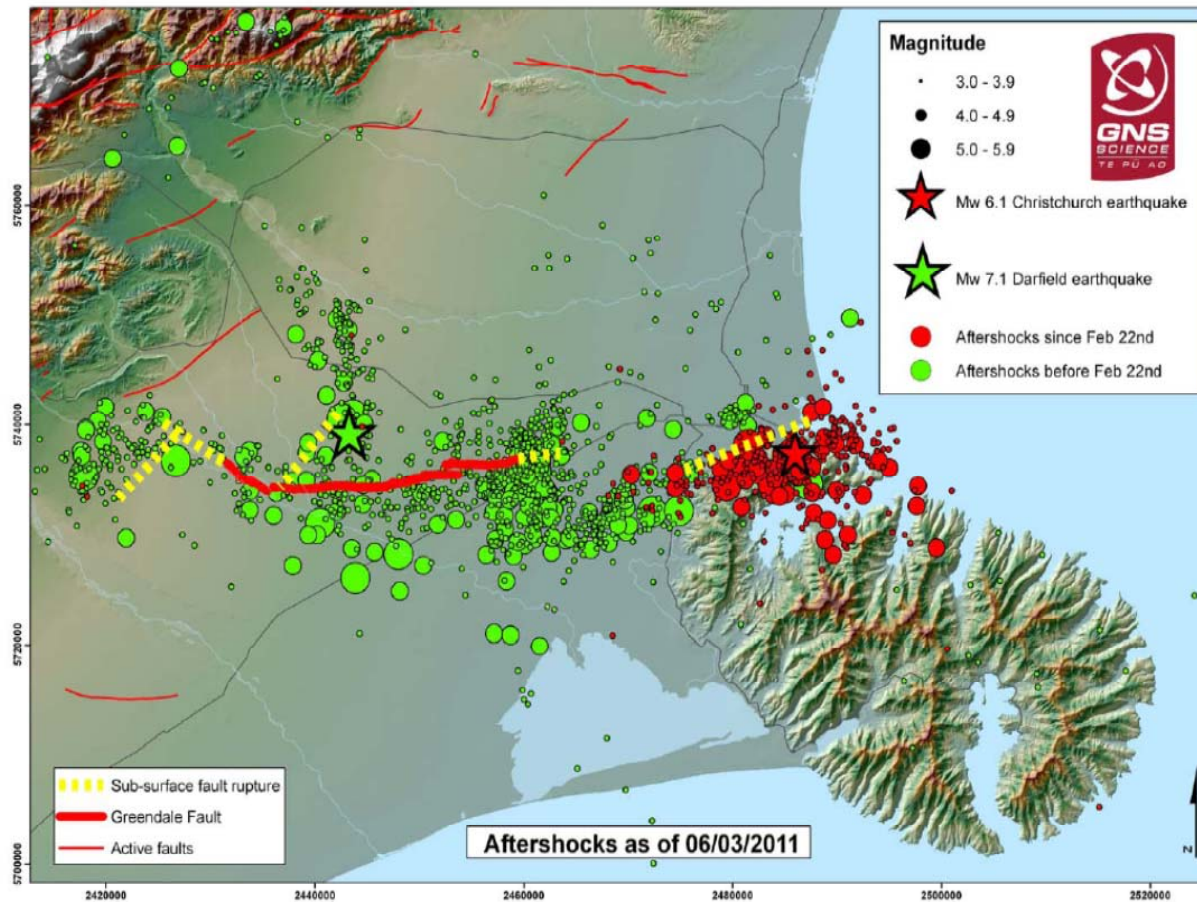 Magnitude
3.0 - 3.9
4.0 - 4.9
5.0 - 5.9
GNS
SCIENCE
TE PŪ AO
Mw 6.1 Christchurch earthquake
Mw 7.1 Darfield earthquake
Aftershocks since Feb 22nd
Aftershocks before Feb 22nd
5760000
5740000
5720000
5700000
Sub-surface fault rupture
Greendale Fault
Active faults
Aftershocks as of 06/03/2011
N
2420000
2440000
2460000
2480000
2500000
2520000